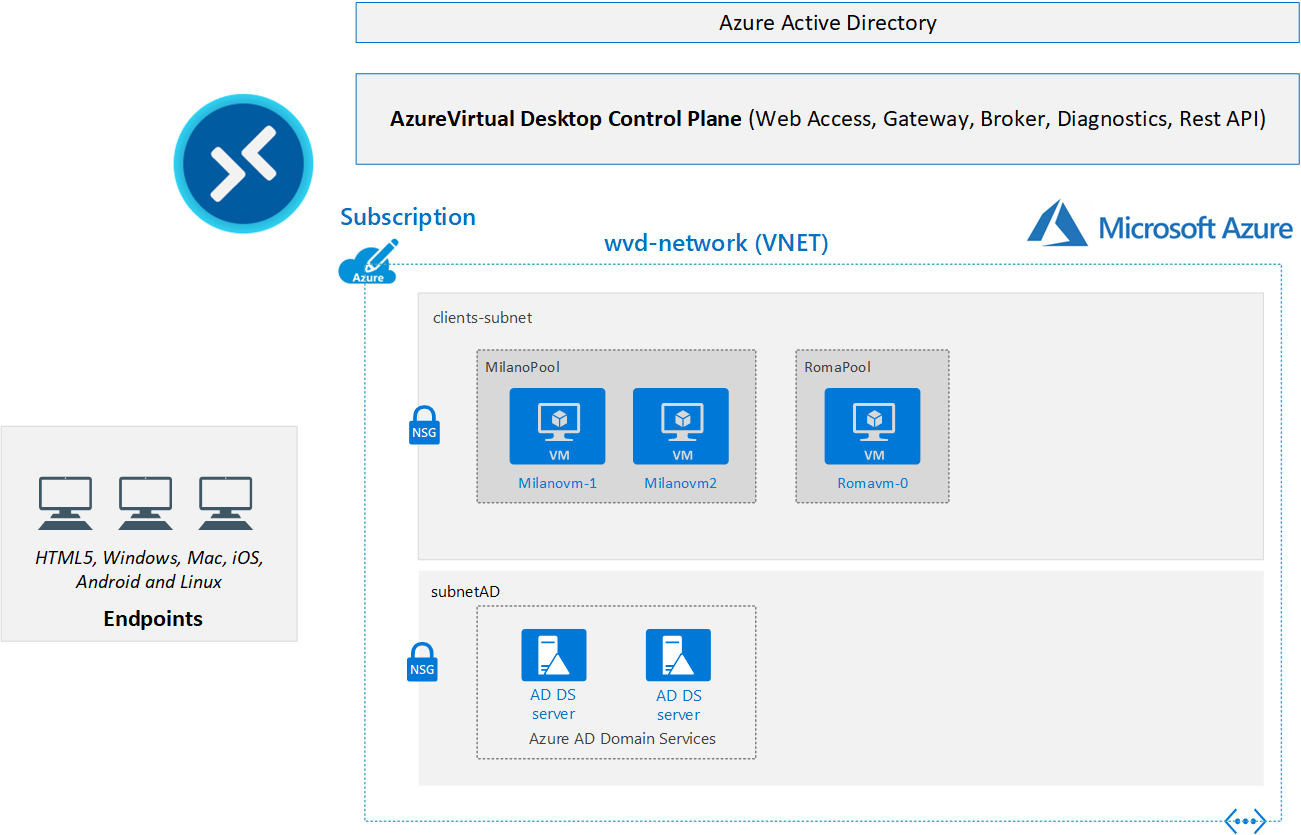 Azure Active Directory
AzureVirtual Desktop Control Plane (Web Access, Gateway, Broker, Diagnostics, Rest API)
Subscription
Azure
wvd-network (VNET)
Microsoft Azure
clients-subnet
MilanoPool
RomaPool
NSG
VM
VM
VM
Milanovm-1
Milanovm2
Romavm-0
HTML5, Windows, Mac, iOS,
Android and Linux
Endpoints
subnetAD
NSG
AD DS
server
AD DS
server
Azure AD Domain Services